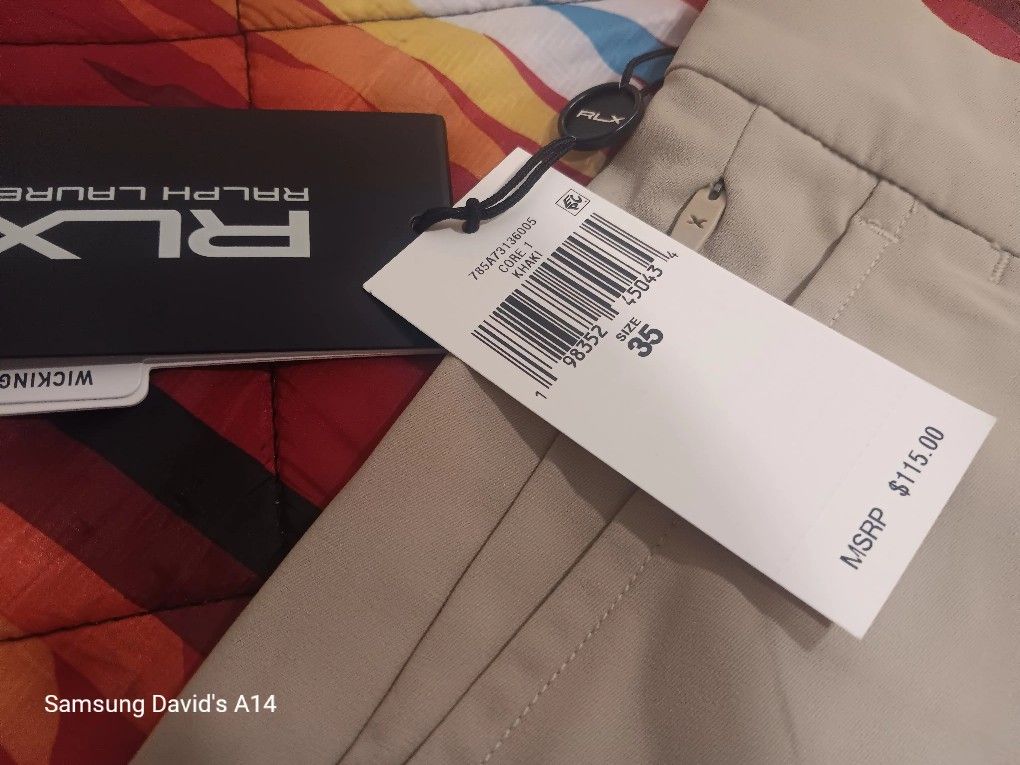 RLX
RALPH LAURE
WICKING
RLX
785A73136005
CORE 1
KHAKI
1 98352 45043 4
SIZE
35
MSRP $115.00
X
Samsung David's A14